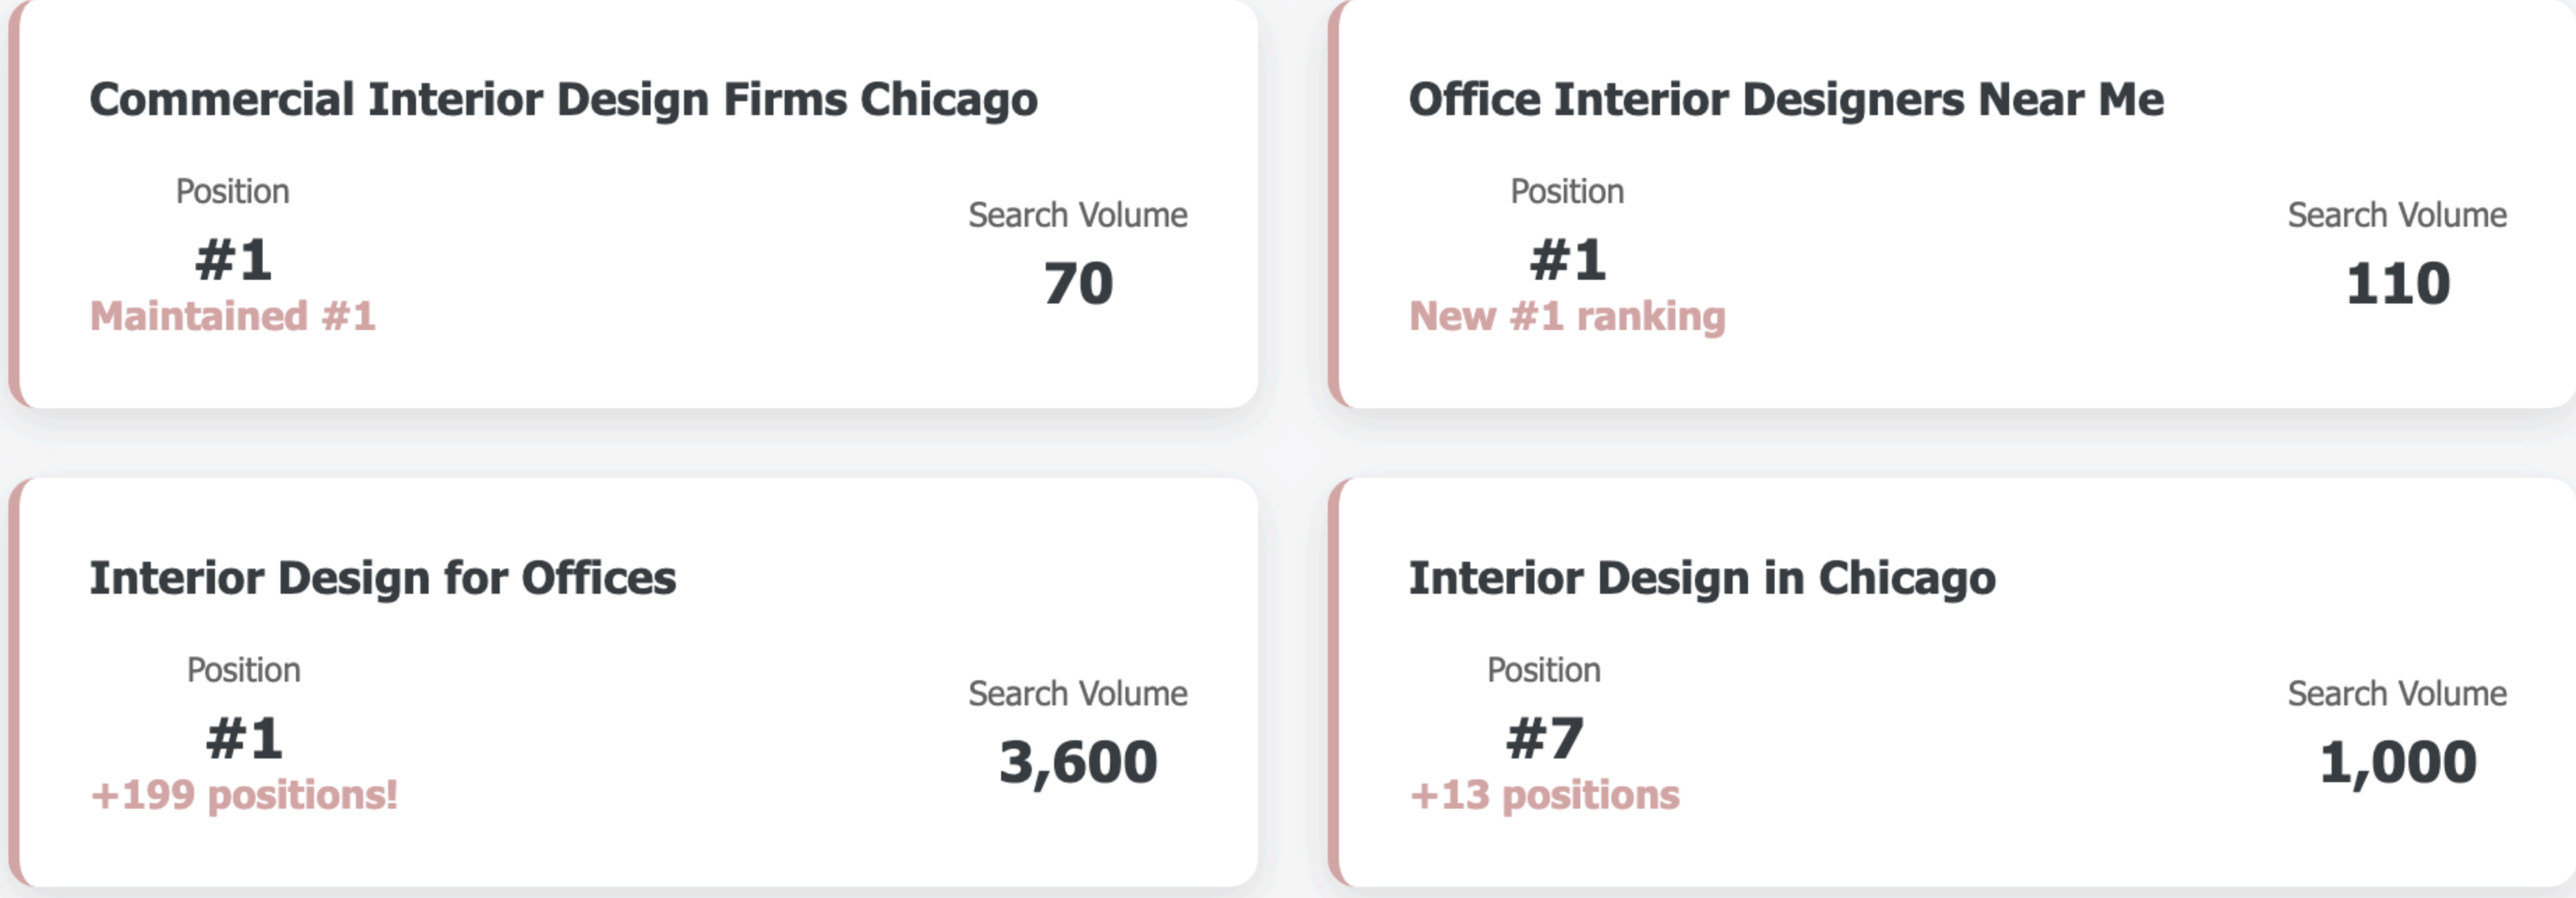 Commercial Interior Design Firms Chicago
Position
#1
Maintained #1
Search Volume
70
Office Interior Designers Near Me
Position
#1
New #1 ranking
Search Volume
110
Interior Design for Offices
Position
#1
+199 positions!
Search Volume
3,600
Interior Design in Chicago
Position
#7
+13 positions
Search Volume
1,000